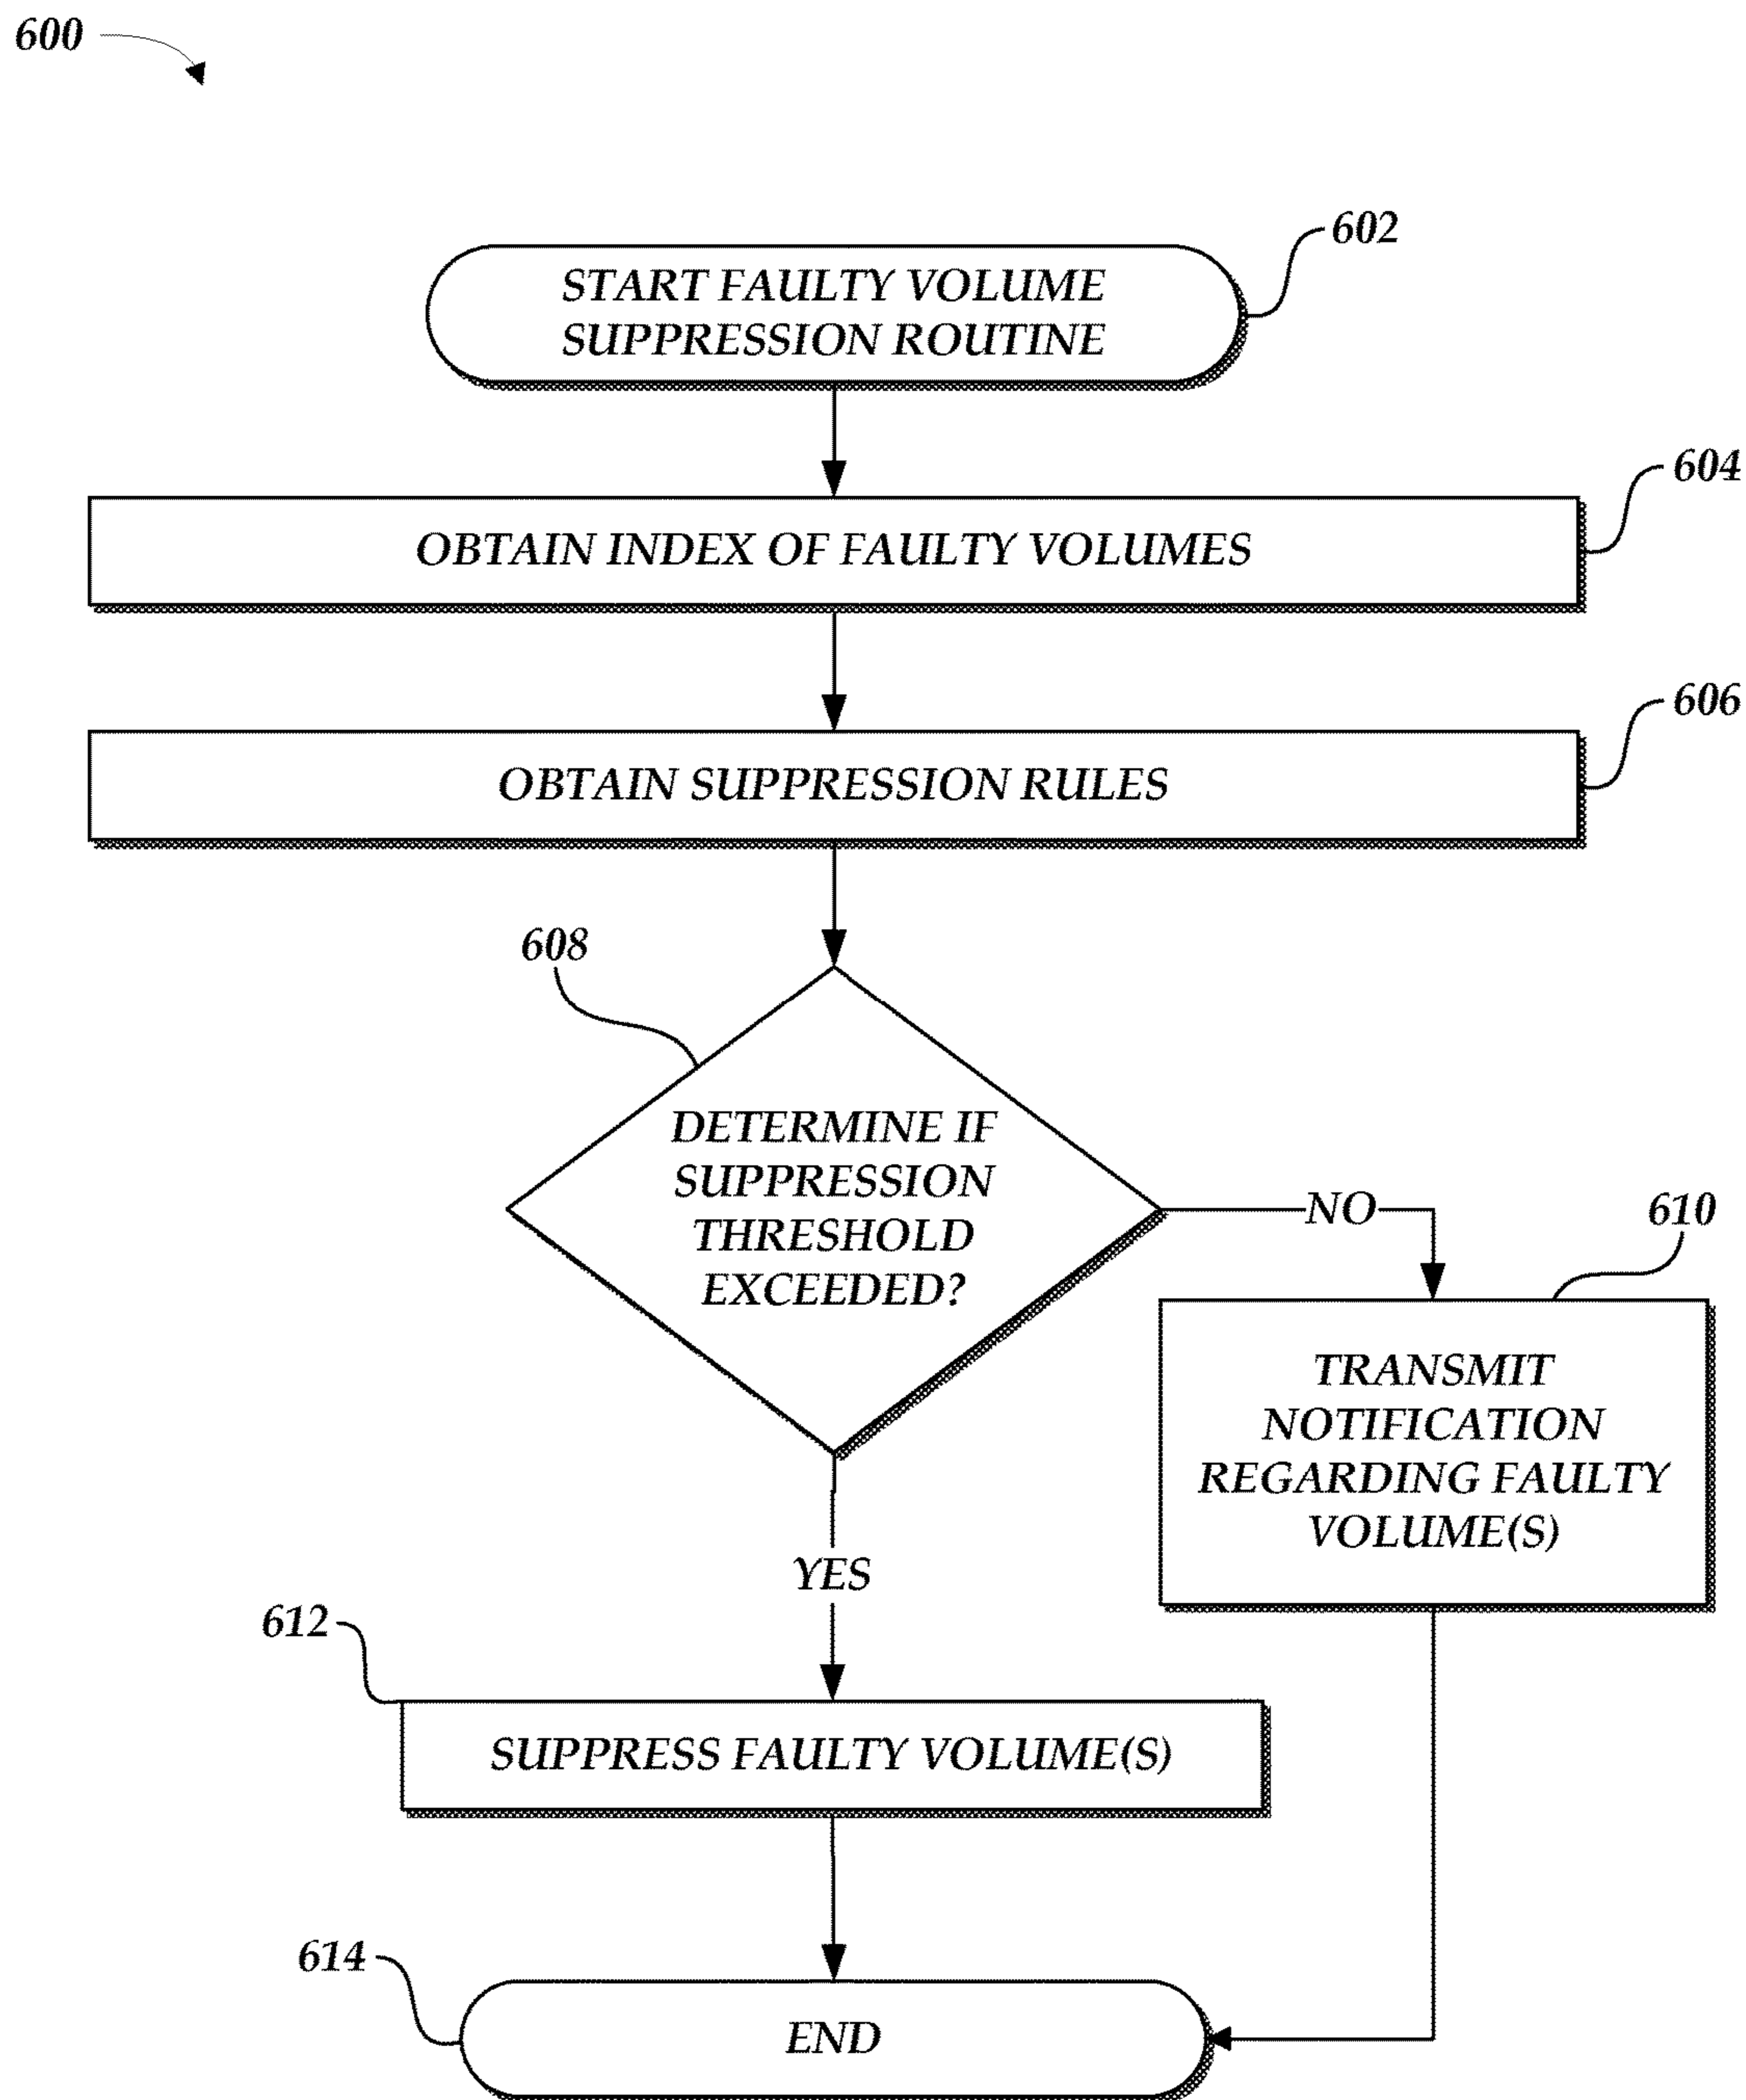 600
602
START FAULTY VOLUME
SUPPRESSION ROUTINE
604
OBTAIN INDEX OF FAULTY VOLUMES
606
OBTAIN SUPPRESSION RULES
608
DETERMINE IF
SUPPRESSION
THRESHOLD
EXCEEDED?
NO
610
TRANSMIT
NOTIFICATION
REGARDING FAULTY
VOLUME(S)
YES
612
SUPPRESS FAULTY VOLUME(S)
614
END